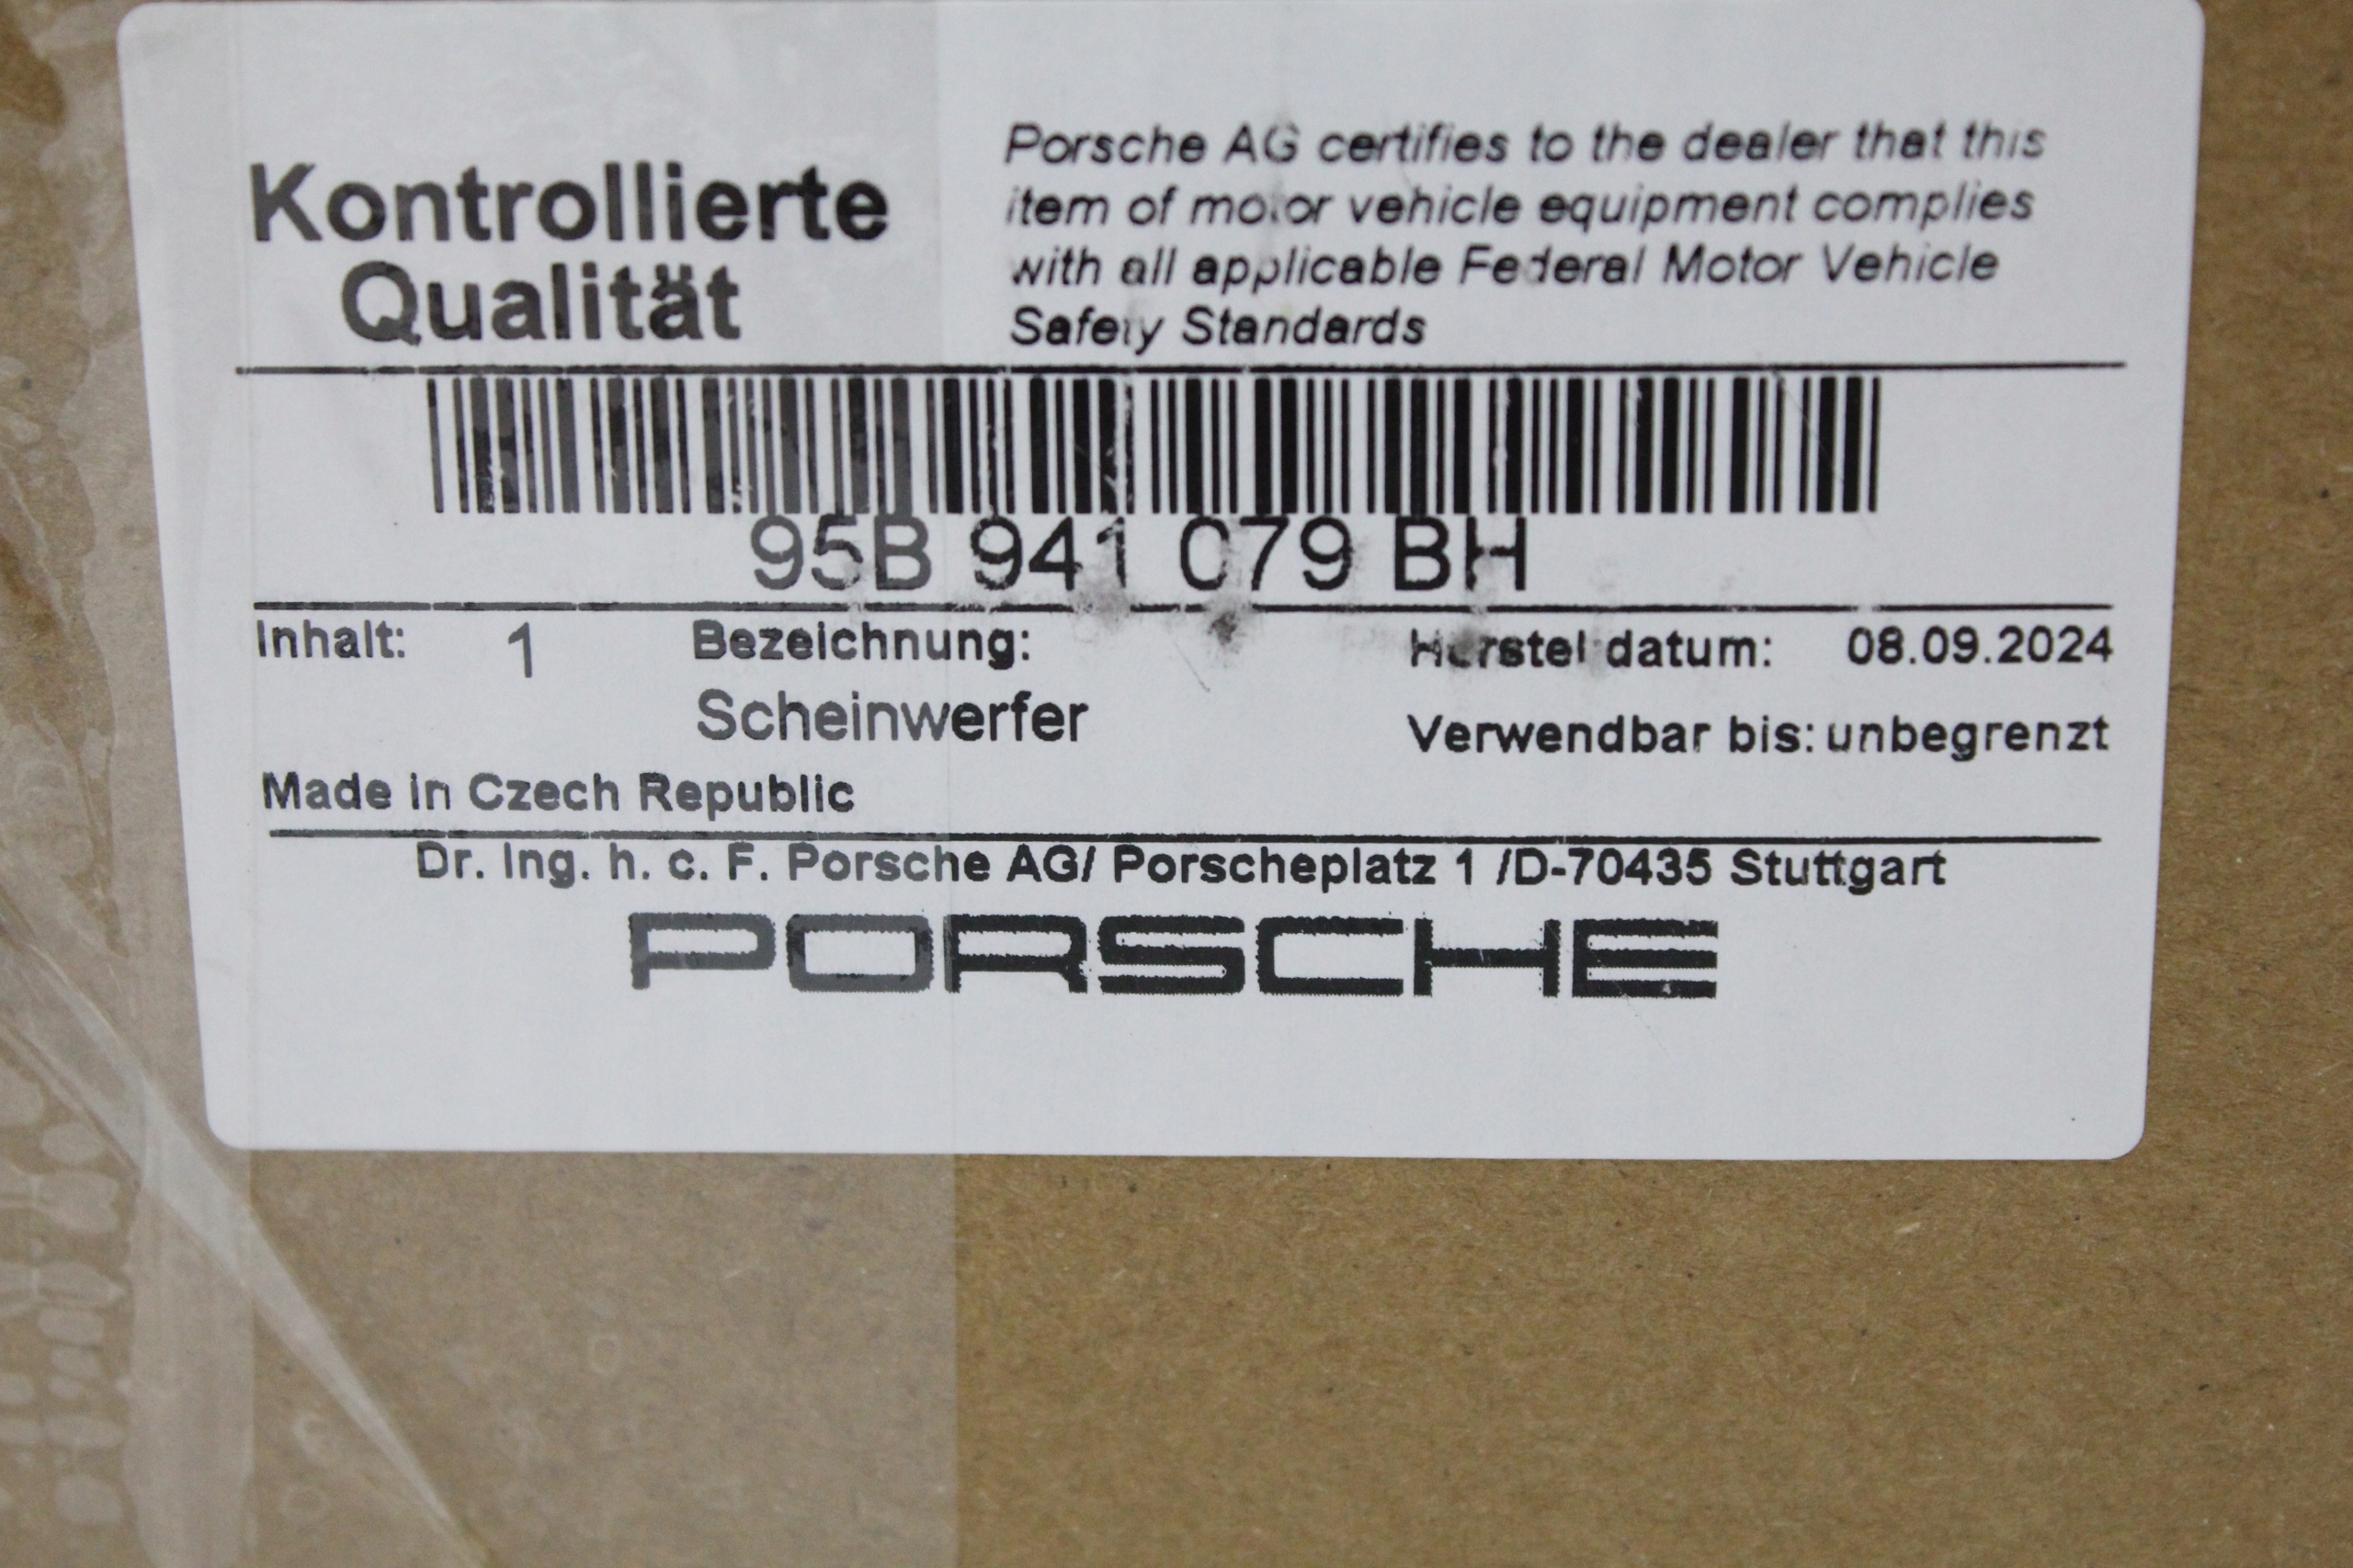 Kontrollierte
Qualität
Porsche AG certifies to the dealer that this
item of motor vehicle equipment complies
with all applicable Federal Motor Vehicle
Safety Standards
95B 941 079 BH
Inhalt: 1 Bezeichnung: Herstelldatum: 08.09.2024
Scheinwerfer Verwendbar bis: unbegrenzt
Made in Czech Republic
Dr. Ing. h. c. F. Porsche AG/ Porscheplatz 1 /D-70435 Stuttgart
PORSCHE